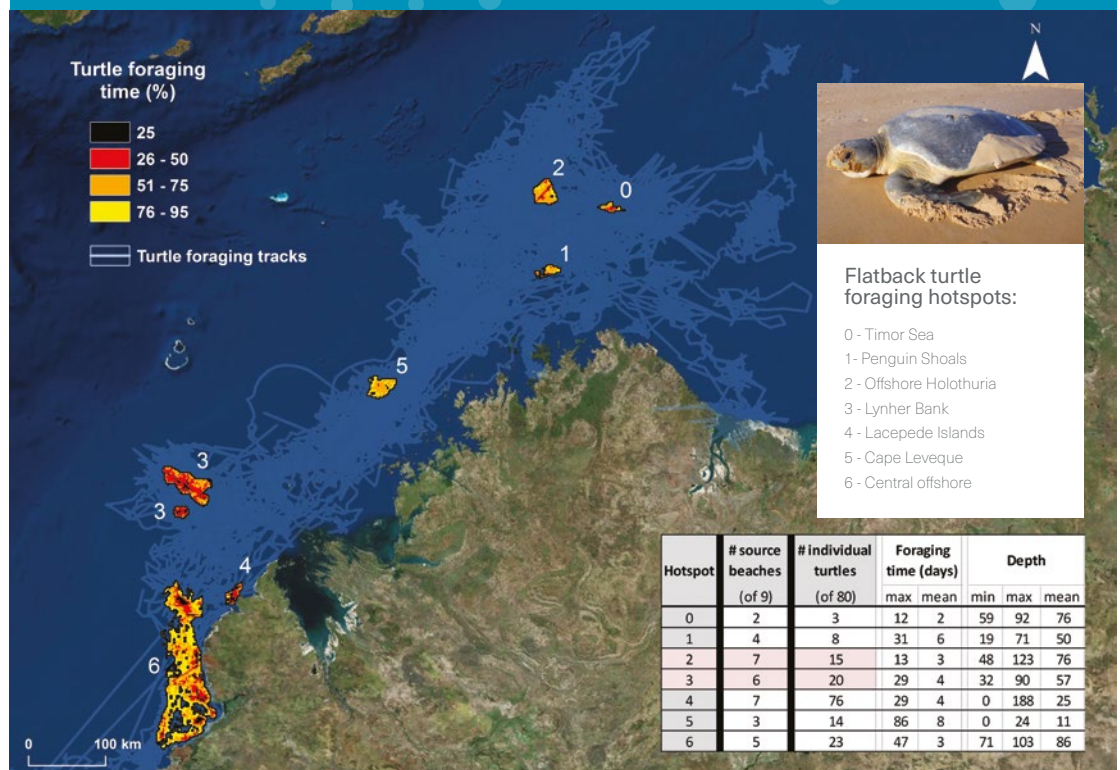 Turtle foraging
time (%)
25
26 - 50
51 - 75
76 - 95
Turtle foraging tracks
N
2
0
1
5
3
3
4
6
0 100 km
Flatback turtle
foraging hotspots:
0 - Timor Sea
1- Penguin Shoals
2 - Offshore Holothuria
3 - Lynher Bank
4 - Lacepede Islands
5 - Cape Leveque
6 - Central offshore
Hotspot # source beaches (of 9) # individual turtles (of 80) Foraging time (days) Depth
max mean min max mean
0 2 3 12 2 59 92 76
1 4 8 31 6 19 71 50
2 7 15 13 3 48 123 76
3 6 20 29 4 32 90 57
4 7 76 29 4 0 188 25
5 3 14 86 8 0 24 11
6 5 23 47 3 71 103 86